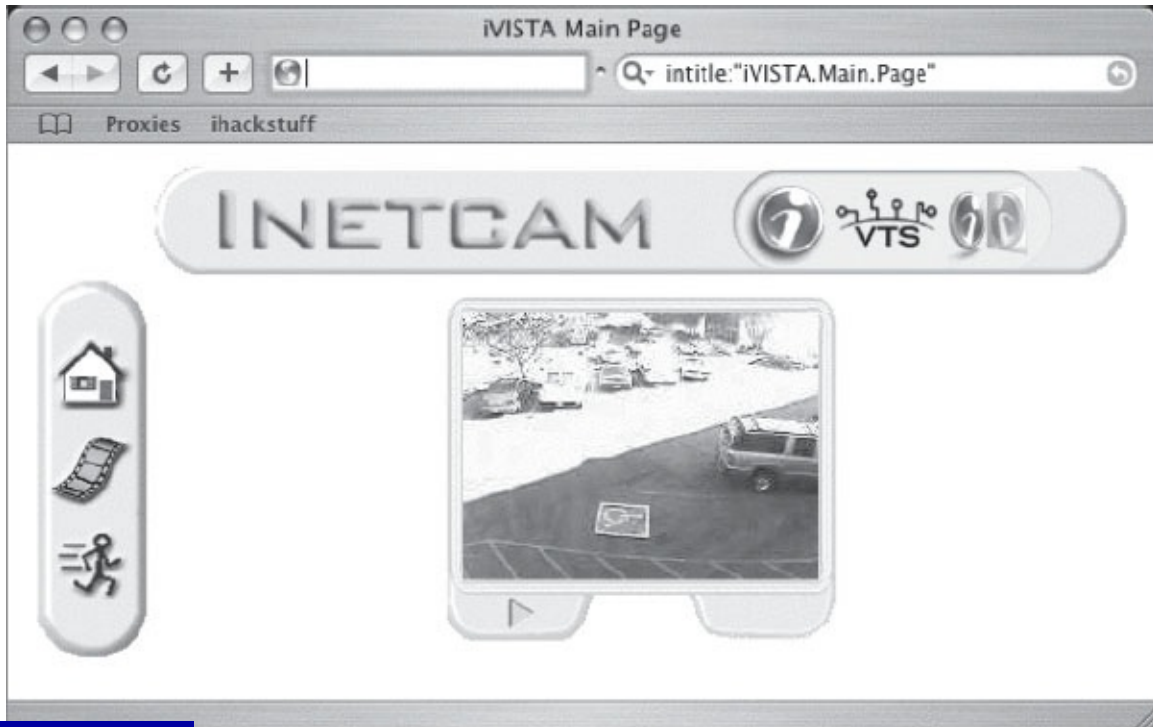 iVISTA Main Page
intitle:"iVISTA.Main.Page"
Proxies ihackstuff
INETCAM
VTS